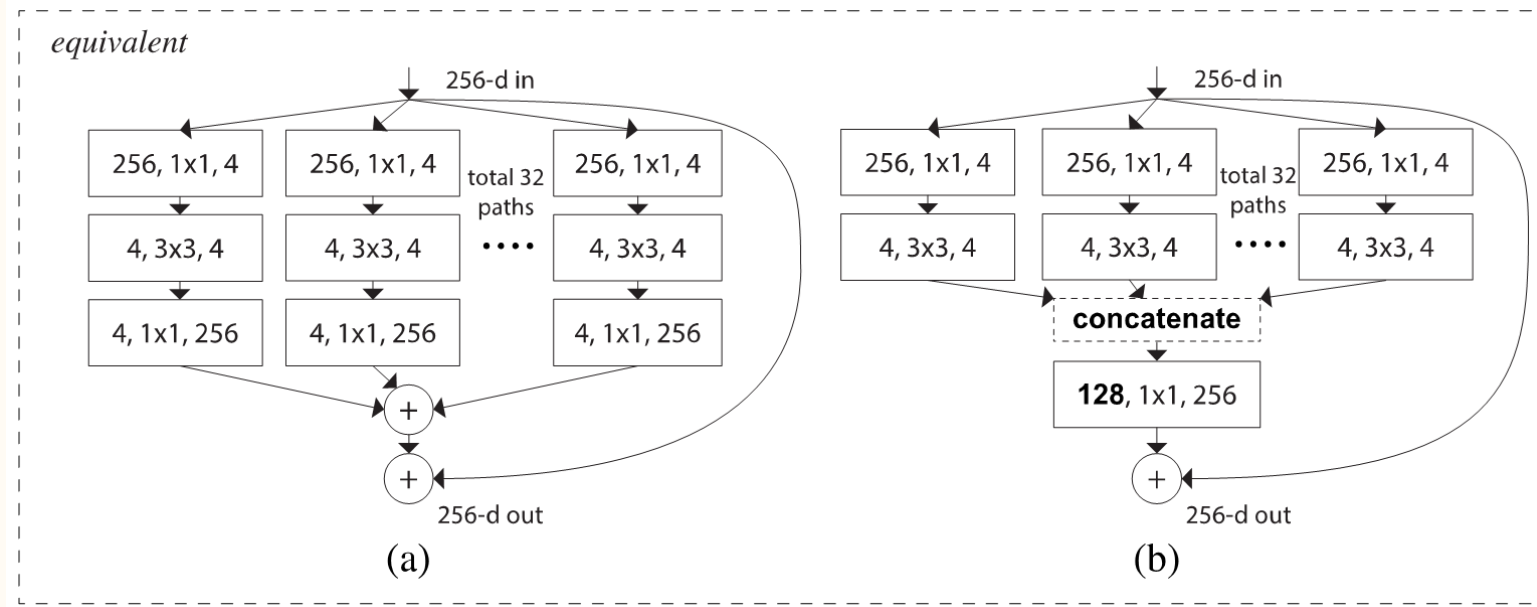 equivalent
256-d in
256, 1x1, 4
256, 1x1, 4
total 32
paths
256, 1x1, 4
4, 3x3, 4
4, 3x3, 4
....
4, 3x3, 4
4, 1x1, 256
4, 1x1, 256
4, 1x1, 256
+
+
256-d out
(a)
256-d in
256, 1x1, 4
256, 1x1, 4
total 32
paths
256, 1x1, 4
4, 3x3, 4
4, 3x3, 4
....
4, 3x3, 4
concatenate
128, 1x1, 256
+
256-d out
(b)